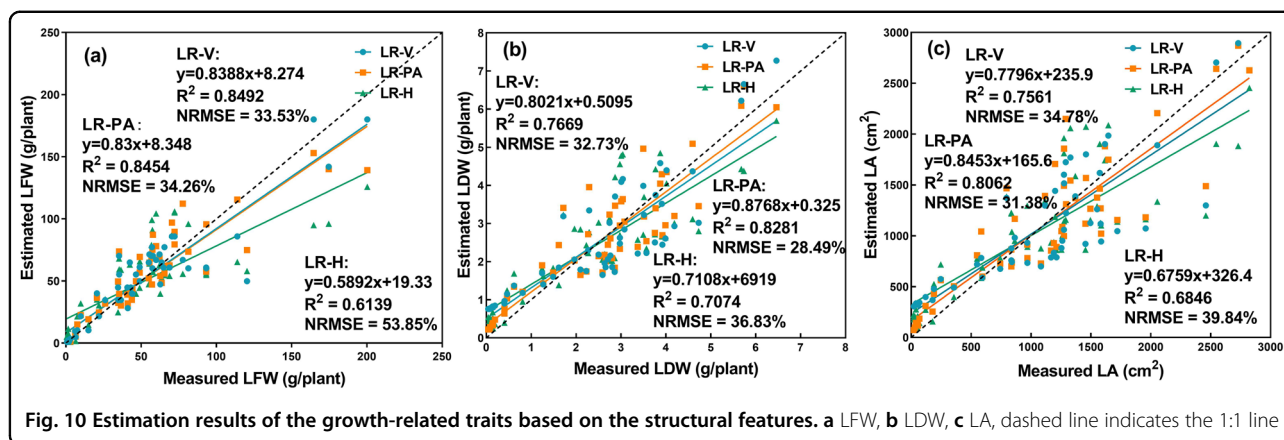 (a)
LR-V:
y=0.8388x+8.274
R² = 0.8492
NRMSE = 33.53%
LR-PA:
y=0.83x+8.348
R² = 0.8454
NRMSE = 34.26%
LR-H:
y=0.5892x+19.33
R² = 0.6139
NRMSE = 53.85%
LR-V
LR-PA
LR-H
Estimated LFW (g/plant)
250
200
150
100
50
0
0 50 100 150 200 250
Measured LFW (g/plant)
(b)
LR-V:
y=0.8021x+0.5095
R² = 0.7669
NRMSE = 32.73%
LR-PA:
y=0.8768x+0.325
R² = 0.8281
NRMSE = 28.49%
LR-H:
y=0.7108x+6919
R² = 0.7074
NRMSE = 36.83%
LR-V
LR-PA
LR-H
Estimated LDW (g/plant)
8
7
6
5
4
3
2
1
0
0 1 2 3 4 5 6 7 8
Measured LDW (g/plant)
(c)
LR-V
y=0.7796x+235.9
R² = 0.7561
NRMSE = 34.78%
LR-PA
y=0.8453x+165.6
R² = 0.8062
NRMSE = 31.38%
LR-H
y=0.6759x+326.4
R² = 0.6846
NRMSE = 39.84%
LR-V
LR-PA
LR-H
Estimated LA (cm²)
3000
2500
2000
1500
1000
500
0
0 500 1000 1500 2000 2500 3000
Measured LA (cm²)
Fig. 10 Estimation results of the growth-related traits based on the structural features. a LFW, b LDW, c LA, dashed line indicates the 1:1 line